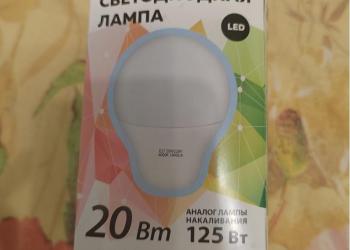 СВЕТОДИОДНАЯ
ЛАМПА
LED
20 Вт
АНАЛОГ ЛАМПЫ
НАКАЛИВАНИЯ
125 Вт